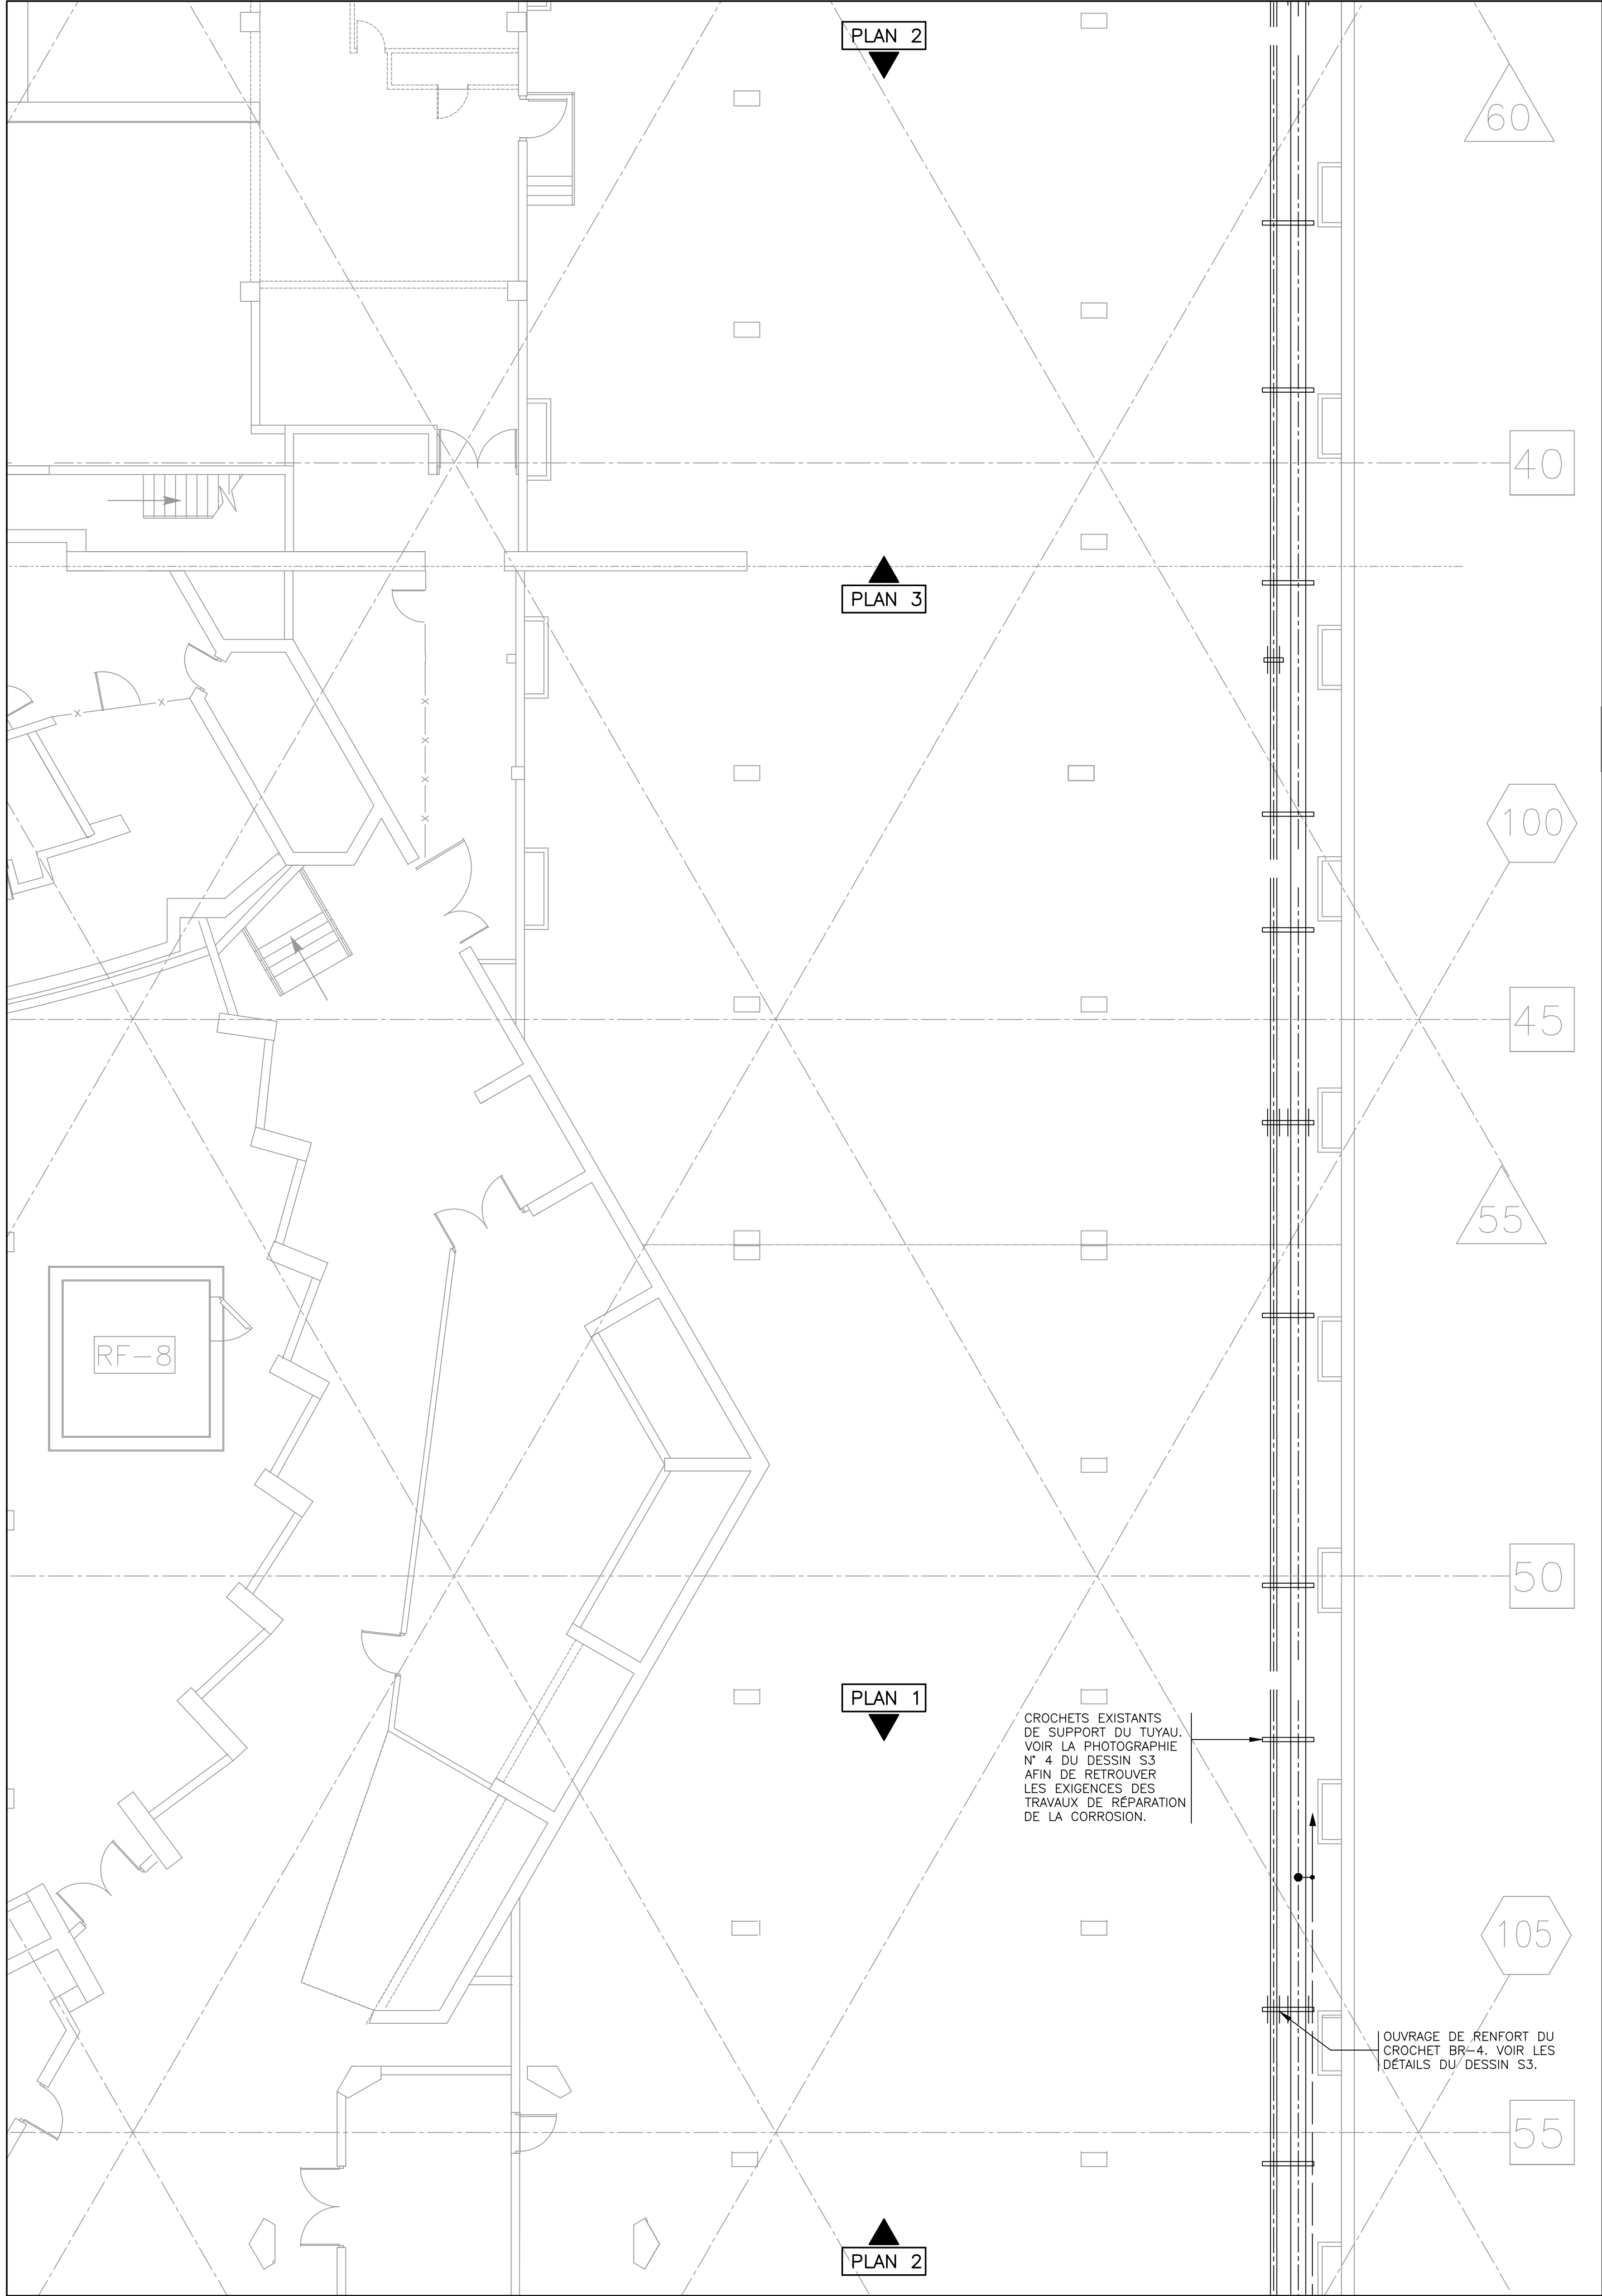 PLAN 2
60
40
PLAN 3
100
45
55
RF-8
50
PLAN 1
CROCHETS EXISTANTS
DE SUPPORT DU TUYAU.
VOIR LA PHOTOGRAPHIE
N° 4 DU DESSIN S3
AFIN DE RETROUVER
LES EXIGENCES DES
TRAVAUX DE RÉPARATION
DE LA CORROSION.
105
OUVRAGE DE RENFORT DU
CROCHET BR-4. VOIR LES
DÉTAILS DU DESSIN S3.
55
PLAN 2